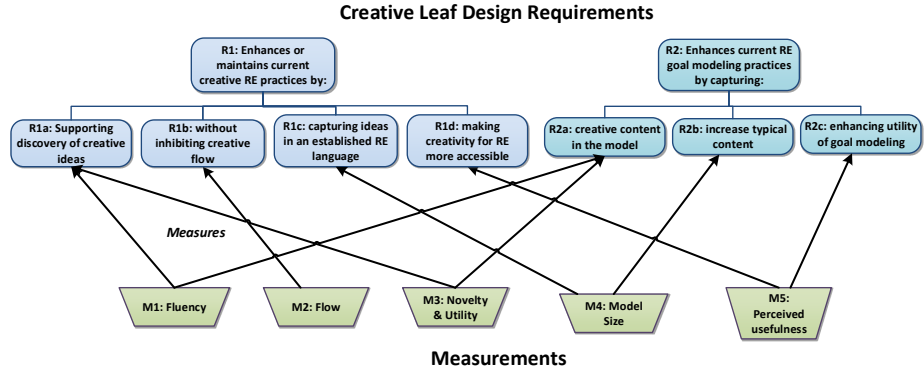 Creative Leaf Design Requirements
R1: Enhances or
maintains current
creative RE practices by:
R2: Enhances current RE
goal modeling practices
by capturing:
R1a: Supporting
discovery of creative
ideas
R1b: without
inhibiting creative
flow
R1c: capturing ideas
in an established RE
language
R1d: making
creativity for RE
more accessible
R2a: creative content
in the model
R2b: increase typical
content
R2c: enhancing utility
of goal modeling
Measures
M1: Fluency
M2: Flow
M3: Novelty
& Utility
M4: Model
Size
M5:
Perceived
usefulness
Measurements